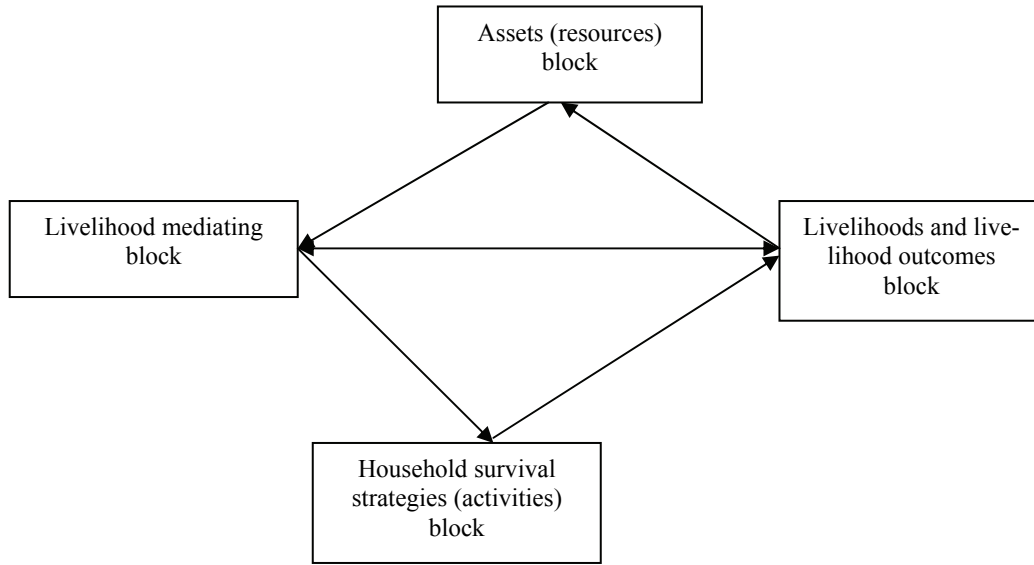 Assets (resources)
block
Livelihood mediating
block
Livelihoods and live-
lihood outcomes
block
Household survival
strategies (activities)
block